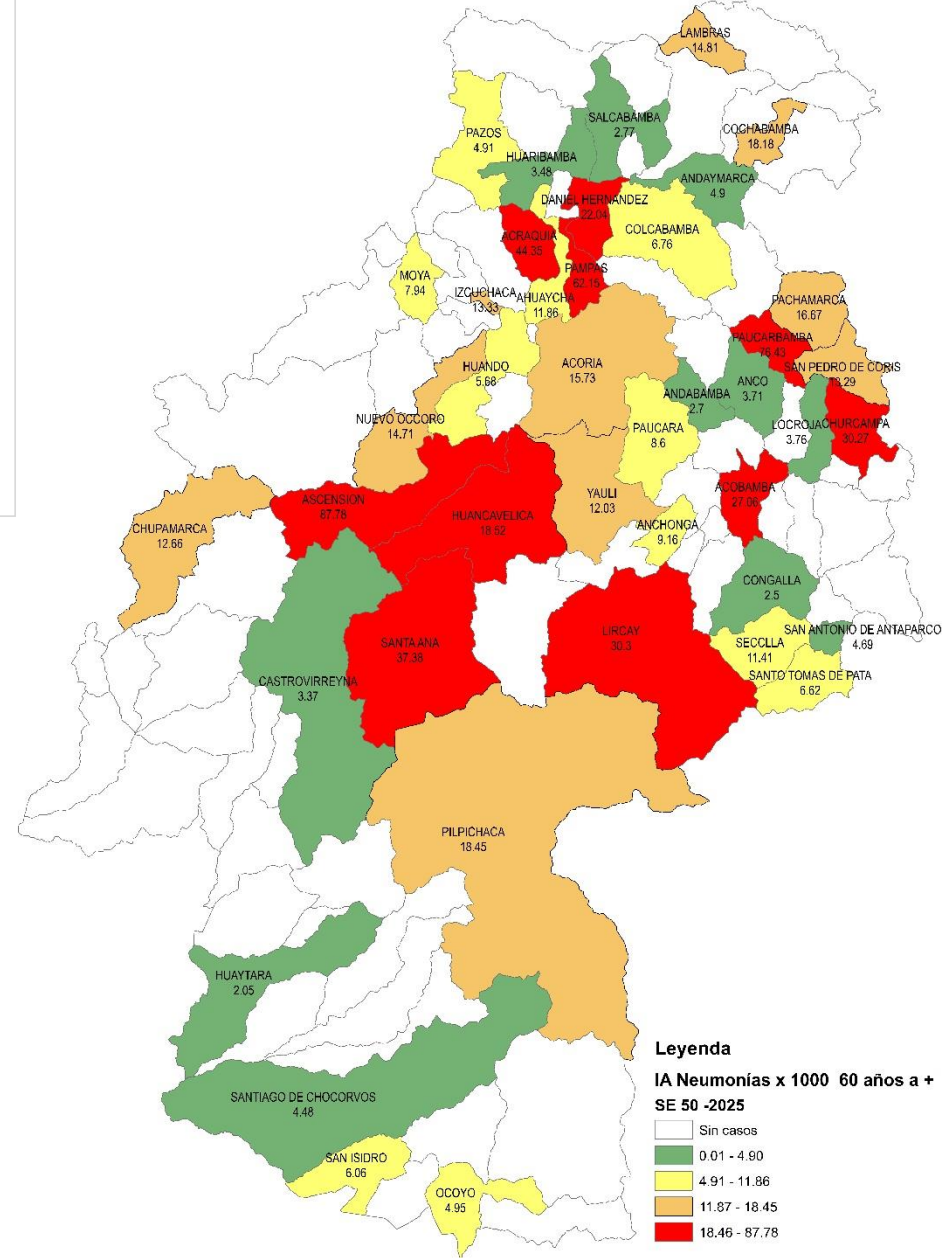 LAMBRAS
14.81
COCHABAMBA
18.18
SALCABAMBA
2.77
PAZOS
4.91
HUARIBAMBA
3.48
ANDAYMARCA
4.9
DANIEL HERNANDEZ
22.04
COLCABAMBA
6.76
ACRAQUIA
44.35
PAMPAS
62.15
MOYA
7.94
IZCUCHACA
13.33
AHUAYCHA
11.86
PACHAMARCA
16.67
PAUCARBAMBA
76.43
SAN PEDRO DE CORIS
13.29
HUANDO
5.68
ACORIA
15.73
ANDABAMBA
2.7
ANCO
3.71
NUEVO OCCORO
14.71
PAUCARA
8.6
LOCROJA
3.76
CHURCAMPA
30.27
ASCENSION
87.78
HUANCAVELICA
18.52
YAULI
12.03
ACOBAMBA
27.06
CHUPAMARCA
12.66
ANCHONGA
9.16
CONGALLA
2.5
SANTA ANA
37.38
LIRCAY
30.3
SECCLLA
11.41
SAN ANTONIO DE ANTAPARCO
4.69
SANTO TOMAS DE PATA
6.62
CASTROVIRREYNA
3.37
PILPICHACA
18.45
HUAYTARA
2.05
SANTIAGO DE CHOCORVOS
4.48
SAN ISIDRO
6.06
OCOYO
4.95
Leyenda
IA Neumonías x 1000 60 años a +
SE 50 -2025
Sin casos
0.01 - 4.90
4.91 - 11.86
11.87 - 18.45
18.46 - 87.78